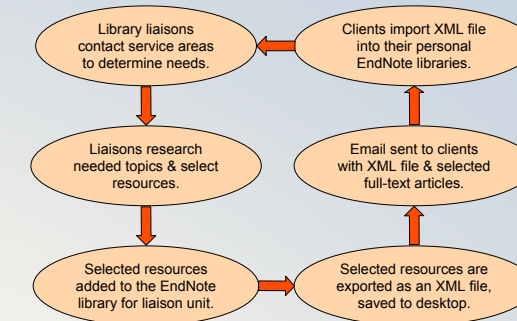 Library liaisons
contact service areas
to determine needs.
Liaisons research
needed topics & select
resources.
Selected resources
added to the EndNote
library for liaison unit.
Selected resources are
exported as an XML file,
saved to desktop.
Email sent to clients
with XML file & selected
full-text articles.
Clients import XML file
into their personal
EndNote libraries.